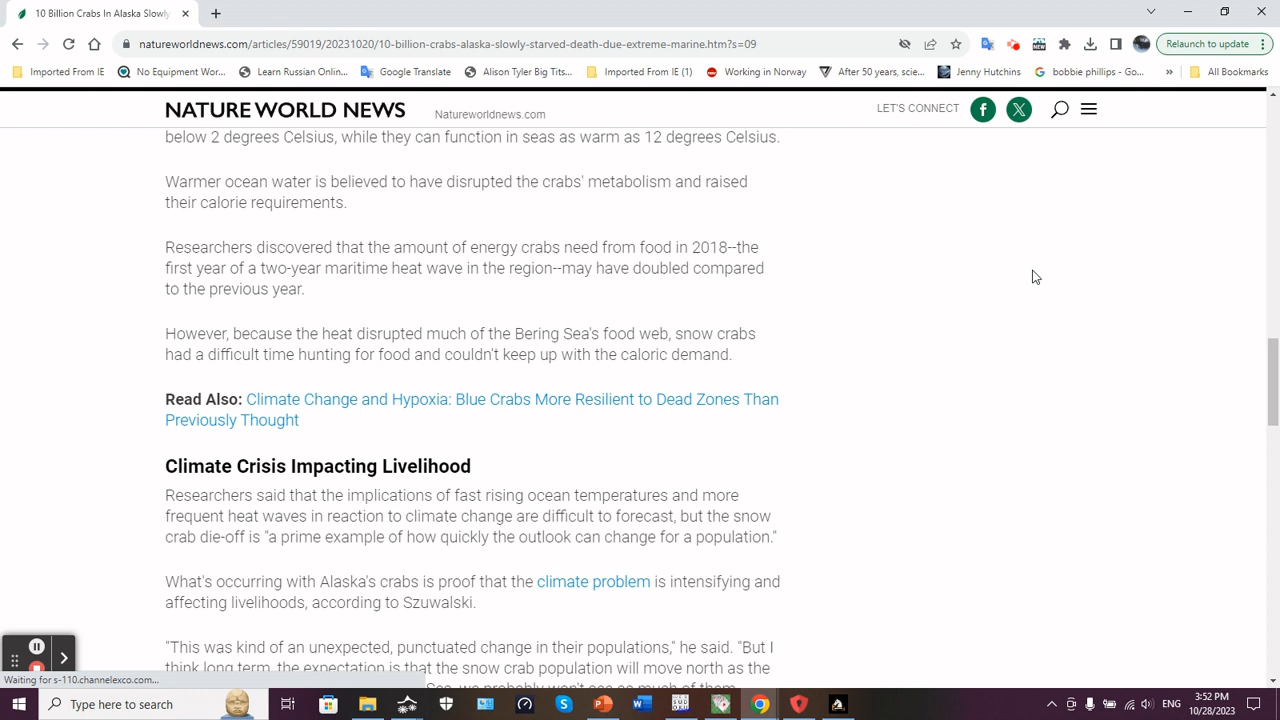 10 Billion Crabs In Alaska Slowly
natureworldnews.com/articles/59019/20231020/10-billion-crabs-alaska-slowly-starved-death-due-extreme-marine.htm?s=09
NEW
Relaunch to update
Imported From IE
No Equipment Wor...
Learn Russian Onlin...
Google Translate
Alison Tyler Big Tits...
Imported From IE (1)
Working in Norway
After 50 years, scie...
Jenny Hutchins
bobbie phillips - Go...
»
All Bookmarks
NATURE WORLD NEWS
Natureworldnews.com
LET'S CONNECT
below 2 degrees Celsius, while they can function in seas as warm as 12 degrees Celsius.
Warmer ocean water is believed to have disrupted the crabs' metabolism and raised
their calorie requirements.
Researchers discovered that the amount of energy crabs need from food in 2018--the
first year of a two-year maritime heat wave in the region--may have doubled compared
to the previous year.
However, because the heat disrupted much of the Bering Sea's food web, snow crabs
had a difficult time hunting for food and couldn't keep up with the caloric demand.
Read Also: Climate Change and Hypoxia: Blue Crabs More Resilient to Dead Zones Than
Previously Thought
Climate Crisis Impacting Livelihood
Researchers said that the implications of fast rising ocean temperatures and more
frequent heat waves in reaction to climate change are difficult to forecast, but the snow
crab die-off is "a prime example of how quickly the outlook can change for a population."
What's occurring with Alaska's crabs is proof that the climate problem is intensifying and
affecting livelihoods, according to Szuwalski.
"This was kind of an unexpected, punctuated change in their populations," he said. "But I
think long term, the expectation is that the snow crab population will move north as the
Sea, we probably won't see as much of them
Waiting for s-110.channelexco.com...
Type here to search
ENG
3:52 PM
10/28/2023